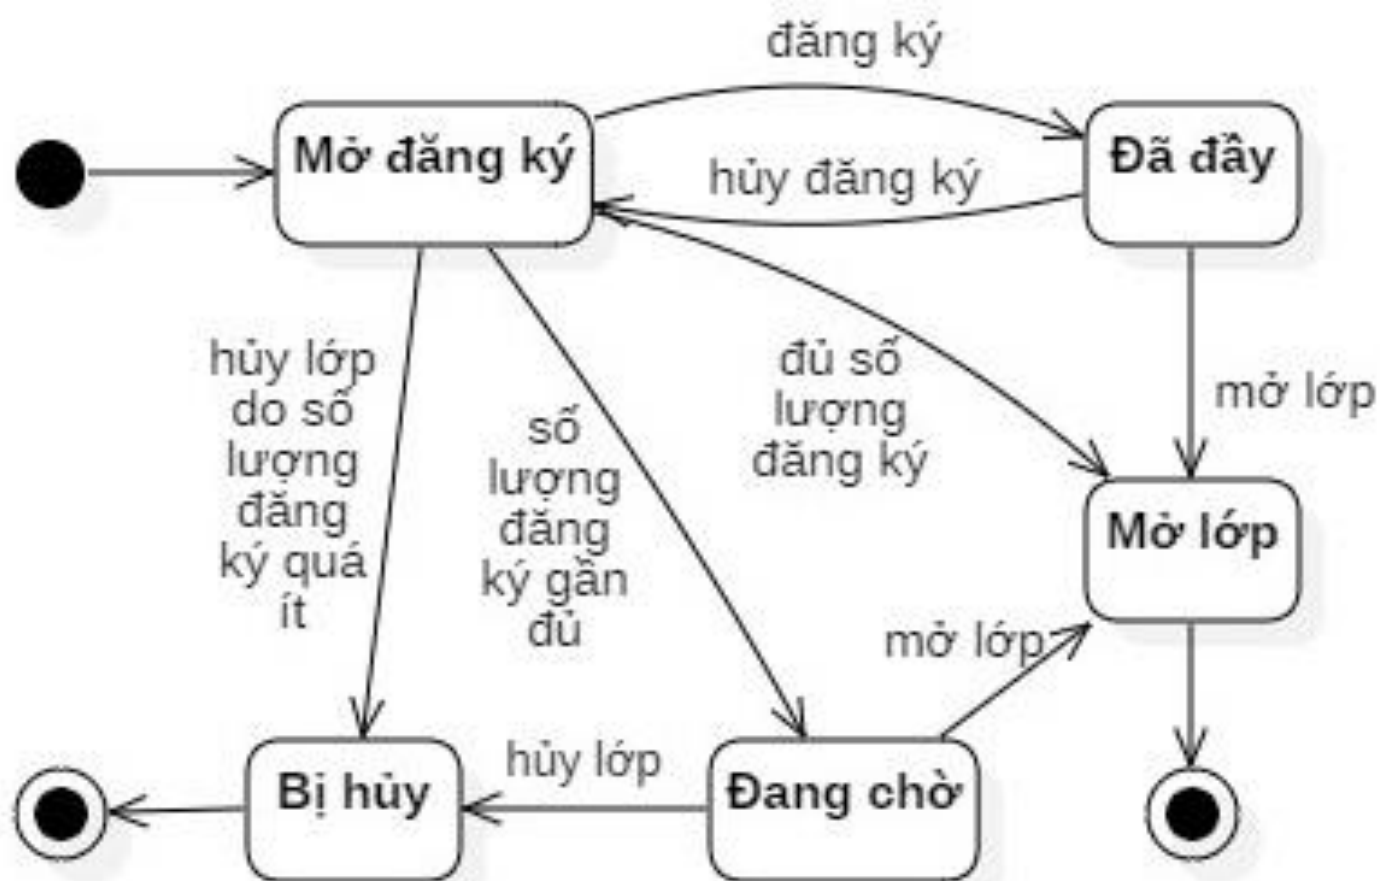 đăng ký
Mở đăng ký
Đã đầy
hủy đăng ký
hủy lớp
do số
lượng
đăng
ký quá
ít
số
lượng
đăng
ký gần
đủ
đủ số
lượng
đăng ký
mở lớp
Mở lớp
mở lớp
Bị hủy
hủy lớp
Đang chờ